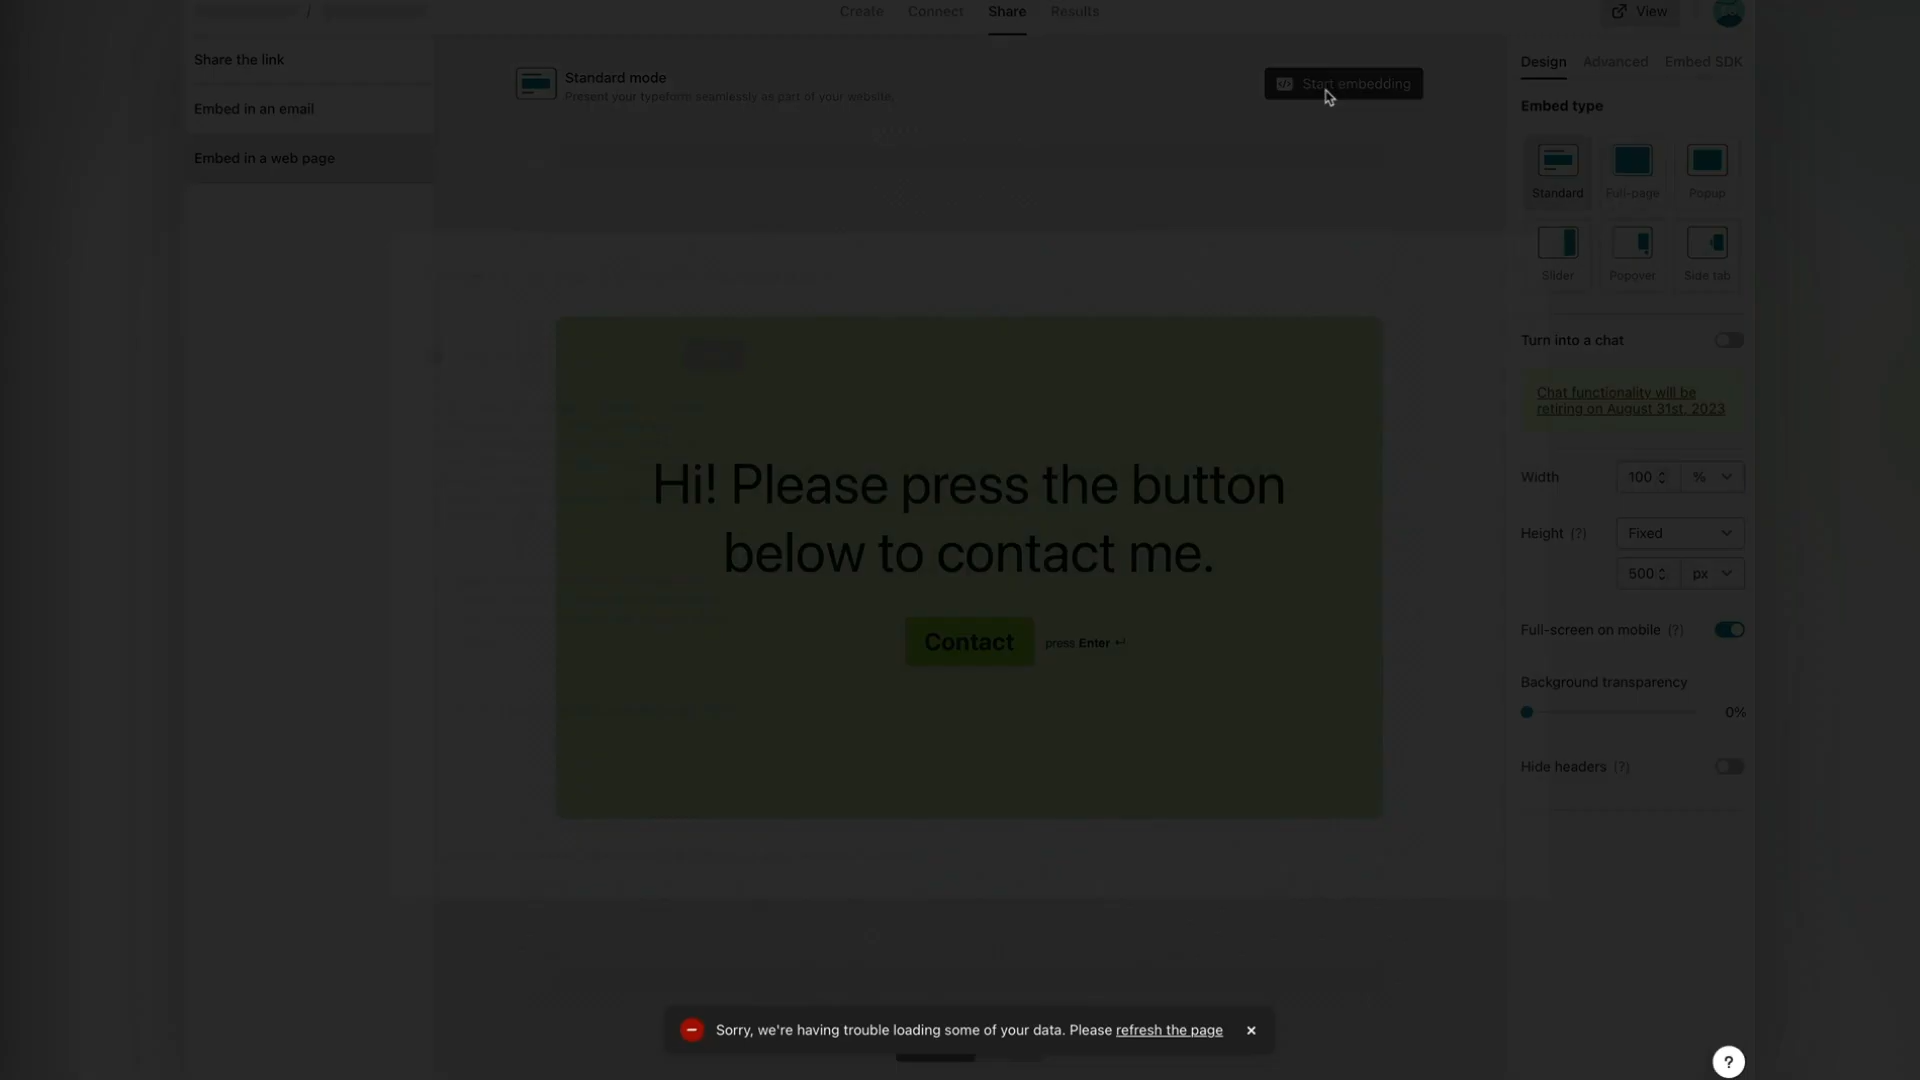 /
Create
Connect
Share
Results
View
Share the link
Embed in an email
Embed in a web page
Standard mode
Present your typeform seamlessly as part of your website.
Start embedding
Hi! Please press the button
below to contact me.
Contact
press Enter ↵
Design
Advanced
Embed SDK
Embed type
Standard
Full-page
Popup
Slider
Popover
Side tab
Turn into a chat
Chat functionality will be
retiring on August 31st, 2023
Width
100
%
Height (?)
Fixed
500
px
Full-screen on mobile (?)
Background transparency
0%
Hide headers (?)
Sorry, we're having trouble loading some of your data. Please refresh the page
×
?